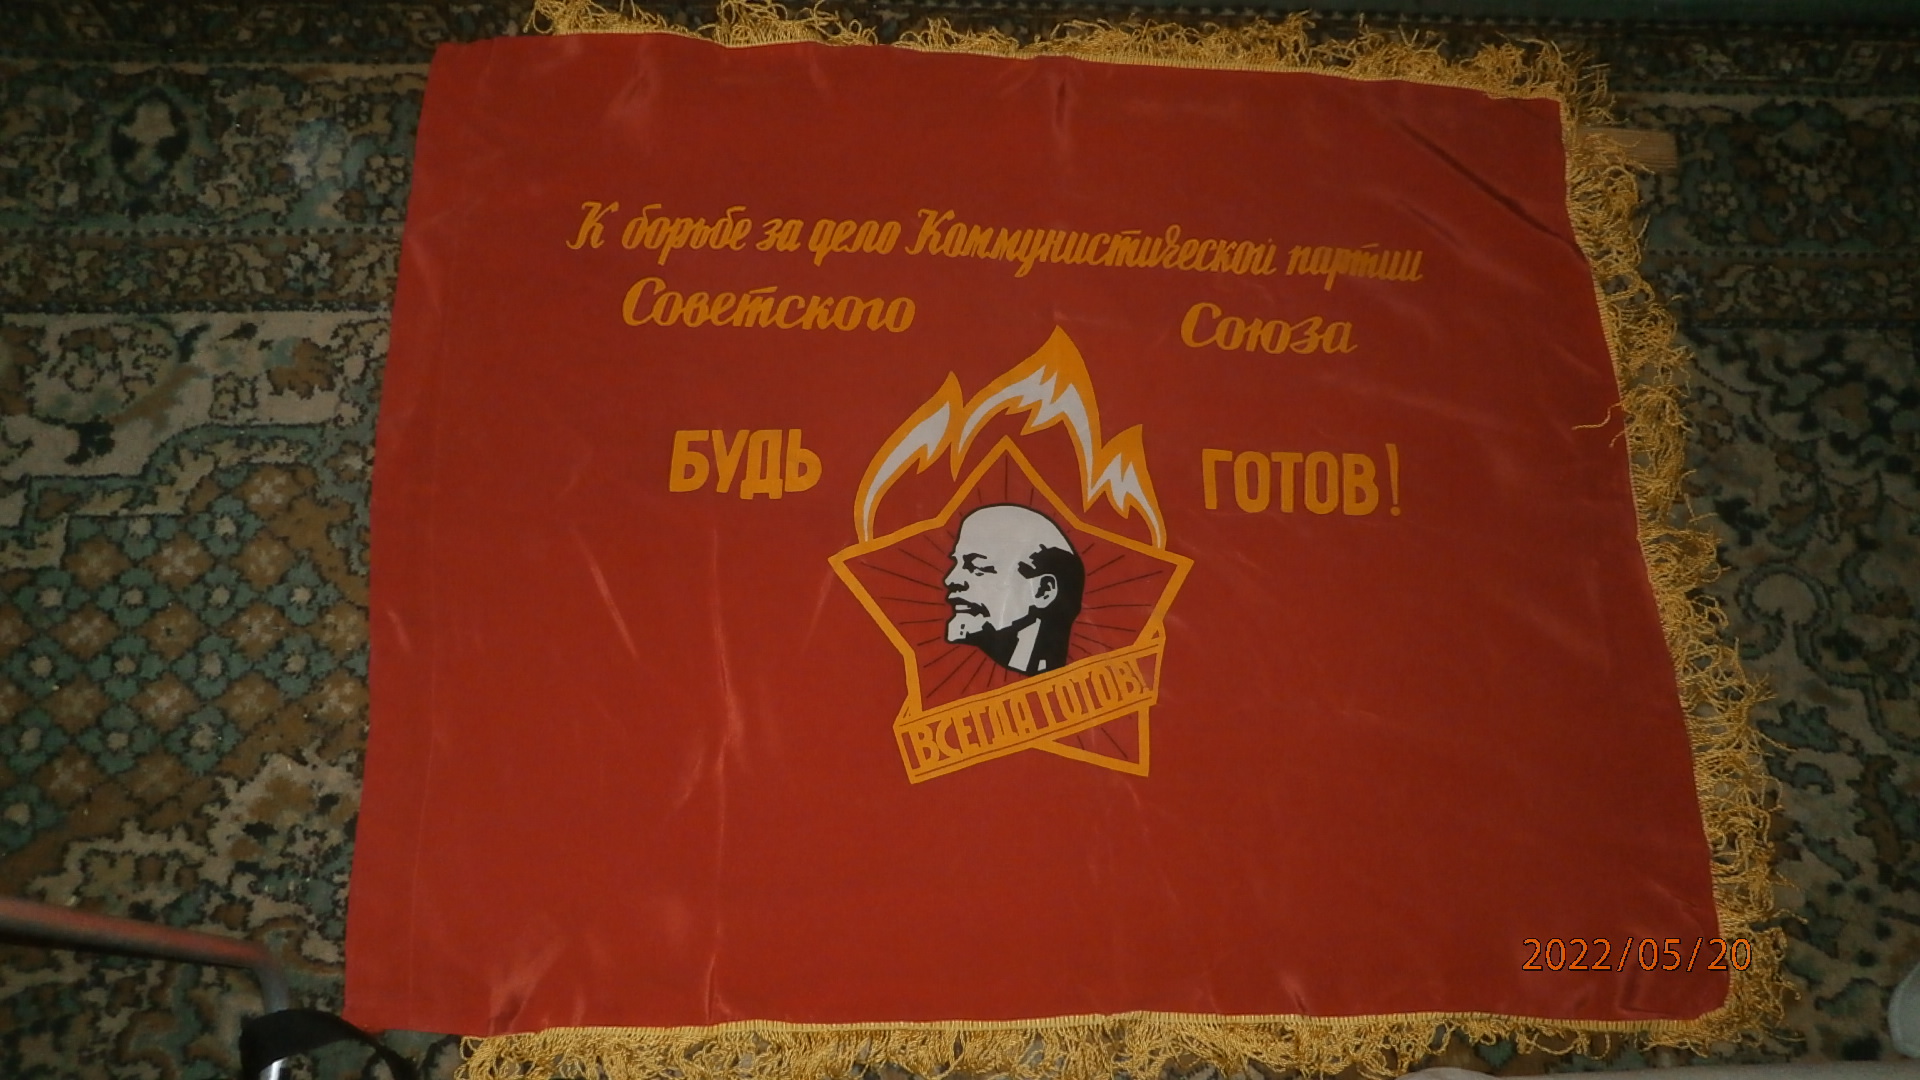 К борьбе за дело Коммунистической партии
Советского Союза
БУДЬ ГОТОВ!
ВСЕГДА ГОТОВ!
2022/05/20